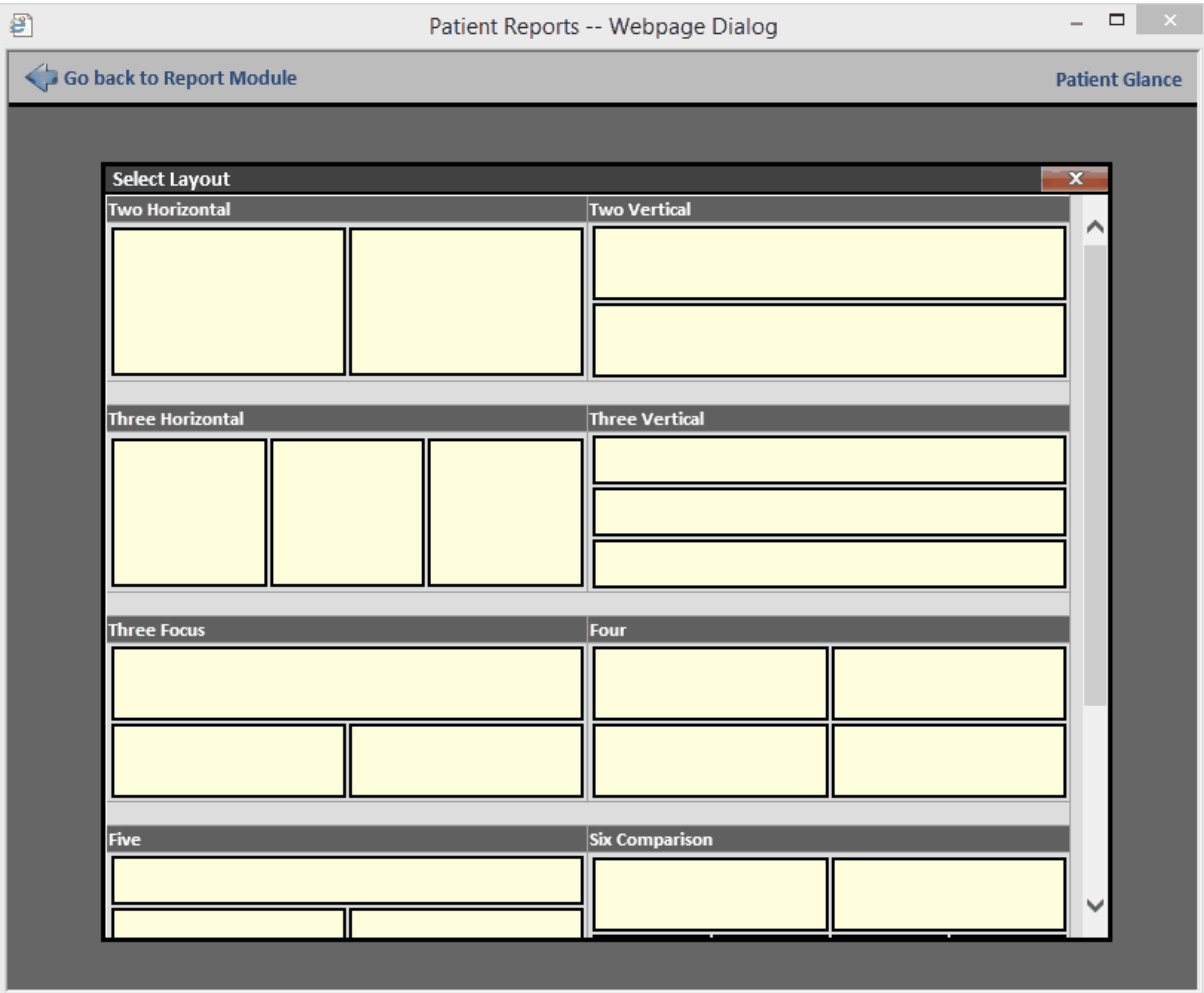 Patient Reports -- Webpage Dialog
Go back to Report Module
Patient Glance
Select Layout
X
Two Horizontal
Two Vertical
Three Horizontal
Three Vertical
Three Focus
Four
Five
Six Comparison